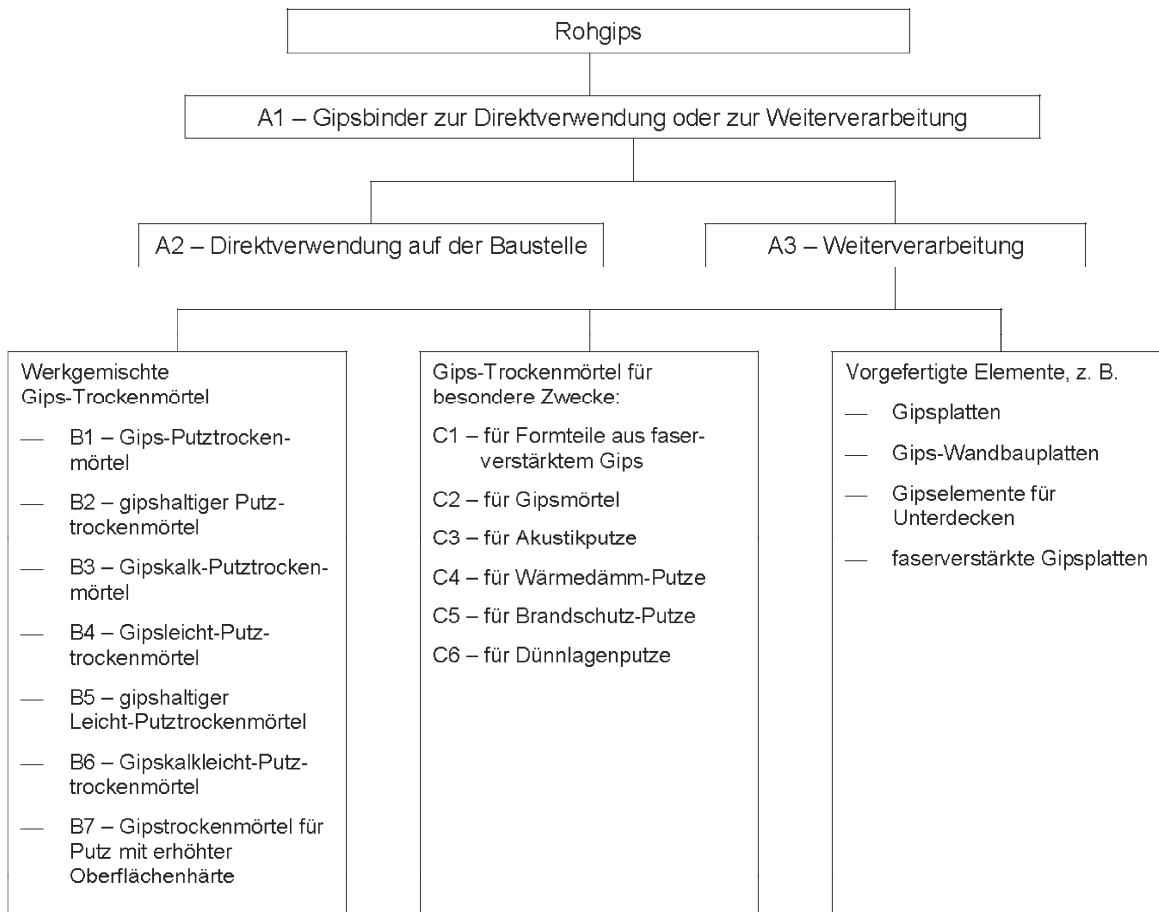 Rohgips
A1 – Gipsbinder zur Direktverwendung oder zur Weiterverarbeitung
A2 – Direktverwendung auf der Baustelle
A3 – Weiterverarbeitung
Werkgemischte
Gips-Trockenmörtel
— B1 – Gips-Putztrocken-
mörtel
— B2 – gipshaltiger Putz-
trockenmörtel
— B3 – Gipskalk-Putztrocken-
mörtel
— B4 – Gipsleicht-Putz-
trockenmörtel
— B5 – gipshaltiger
Leicht-Putztrockenmörtel
— B6 – Gipskalkleicht-Putz-
trockenmörtel
— B7 – Gipstrockenmörtel für
Putz mit erhöhter
Oberflächenhärte
Gips-Trockenmörtel für
besondere Zwecke:
C1 – für Formteile aus faser-
verstärktem Gips
C2 – für Gipsmörtel
C3 – für Akustikputze
C4 – für Wärmedämm-Putze
C5 – für Brandschutz-Putze
C6 – für Dünnlagenputze
Vorgefertigte Elemente, z. B.
— Gipsplatten
— Gips-Wandbauplatten
— Gipselemente für
Unterdecken
— faserverstärkte Gipsplatten